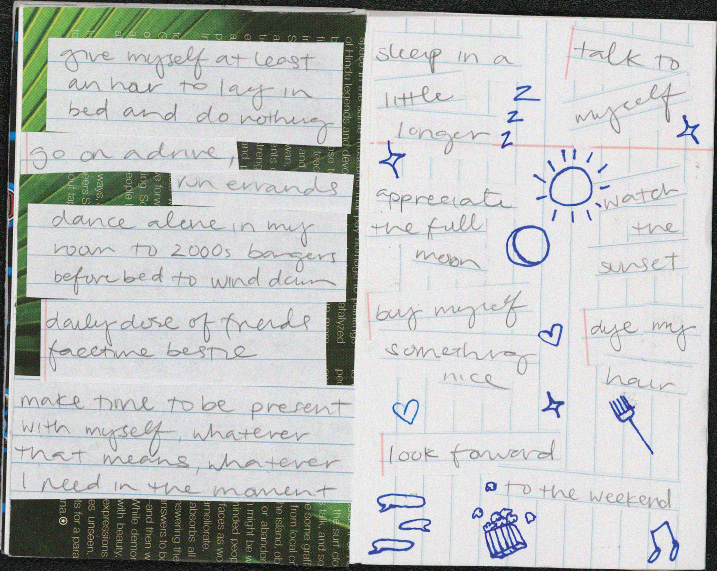 give myself at least
an hour to lay in
bed and do nothing
go on a drive,
run errands
dance alone in my
room to 2000s bangers
before bed to wind down
daily dose of friends
facetime bestie
make time to be present
with myself, whatever
that means, whatever
I need in the moment
sleep in a
little
longer
z
z
z
talk to
myself
appreciate
the full
moon
watch
the
sunset
buy myself
something
nice
dye my
hair
look forward
to the weekend